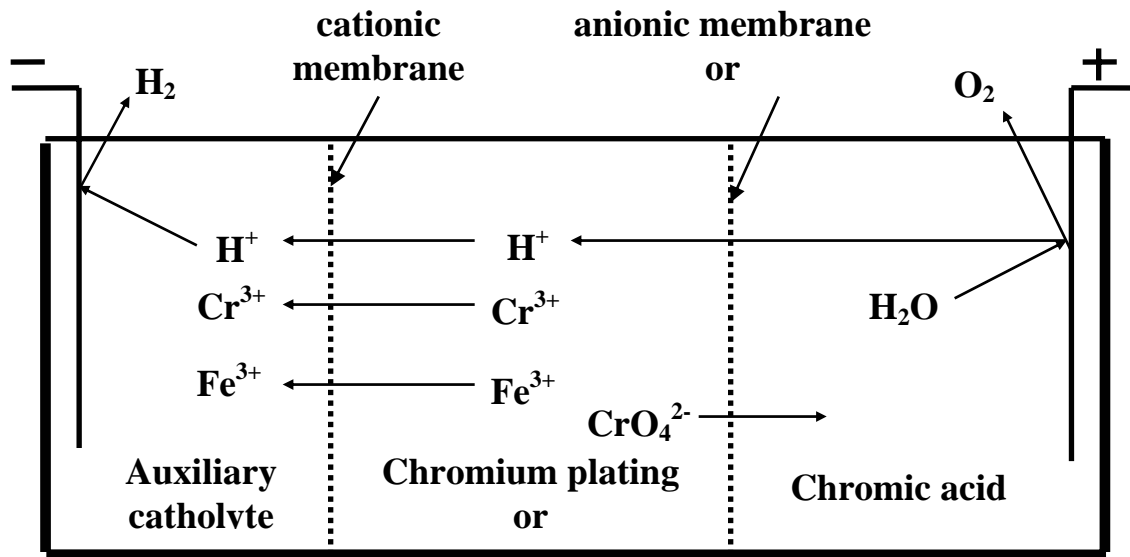 cationic
membrane
anionic membrane
or
−
H₂
O₂
+
H⁺
H⁺
Cr³⁺
Cr³⁺
H₂O
Fe³⁺
Fe³⁺
CrO₄²⁻
Auxiliary
catholvte
Chromium plating
or
Chromic acid